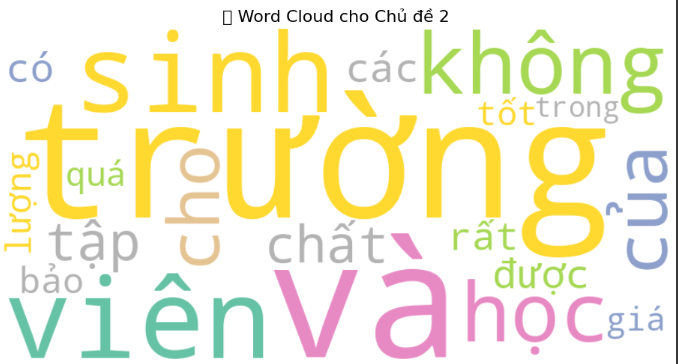 Word Cloud cho Chủ đề 2
có
sinh
các
không
tốt
trong
trường
lượng
quá
cho
của
tập
chất
rất
bảo
được
viên
và
học
giá